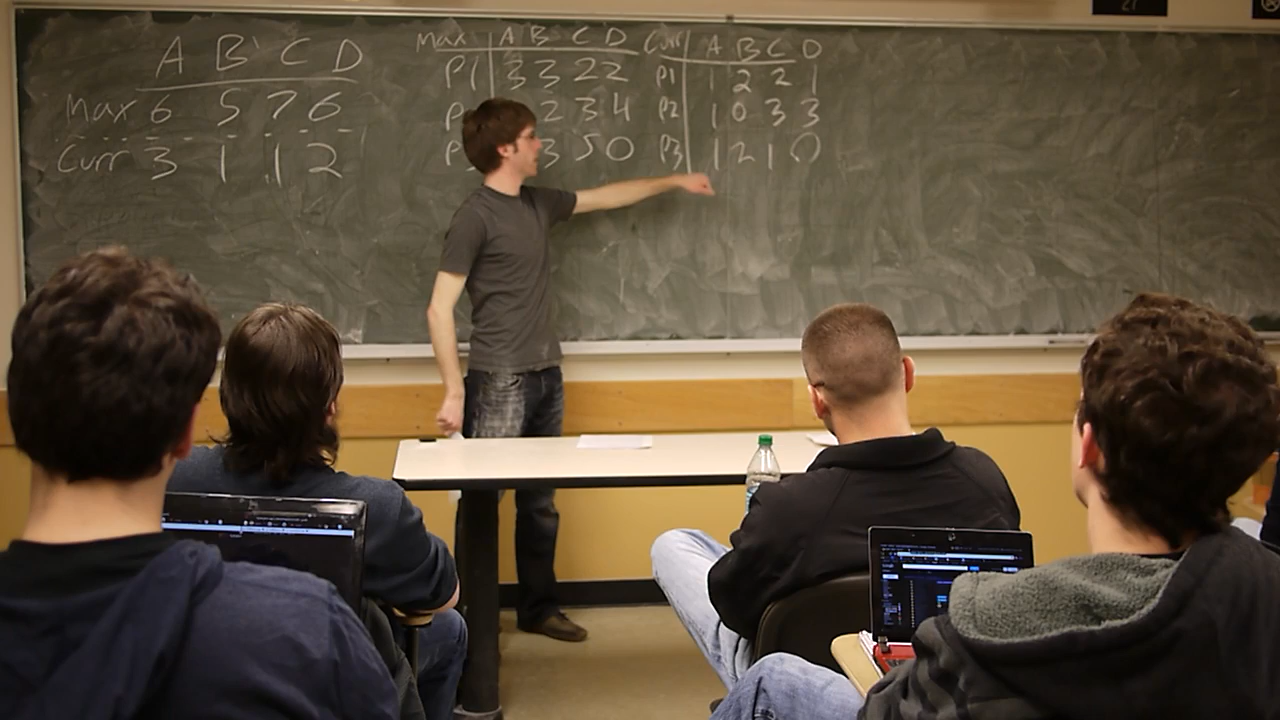 A B C D
Max 6 5 7 6
Curr 3 1 1 2
Max A B C D
P1 3 3 2 2
P 2 3 4
P 3 5 0
Curr A B C D
P1 1 2 2 1
P2 1 0 3 3
P3 1 2 1 0
27